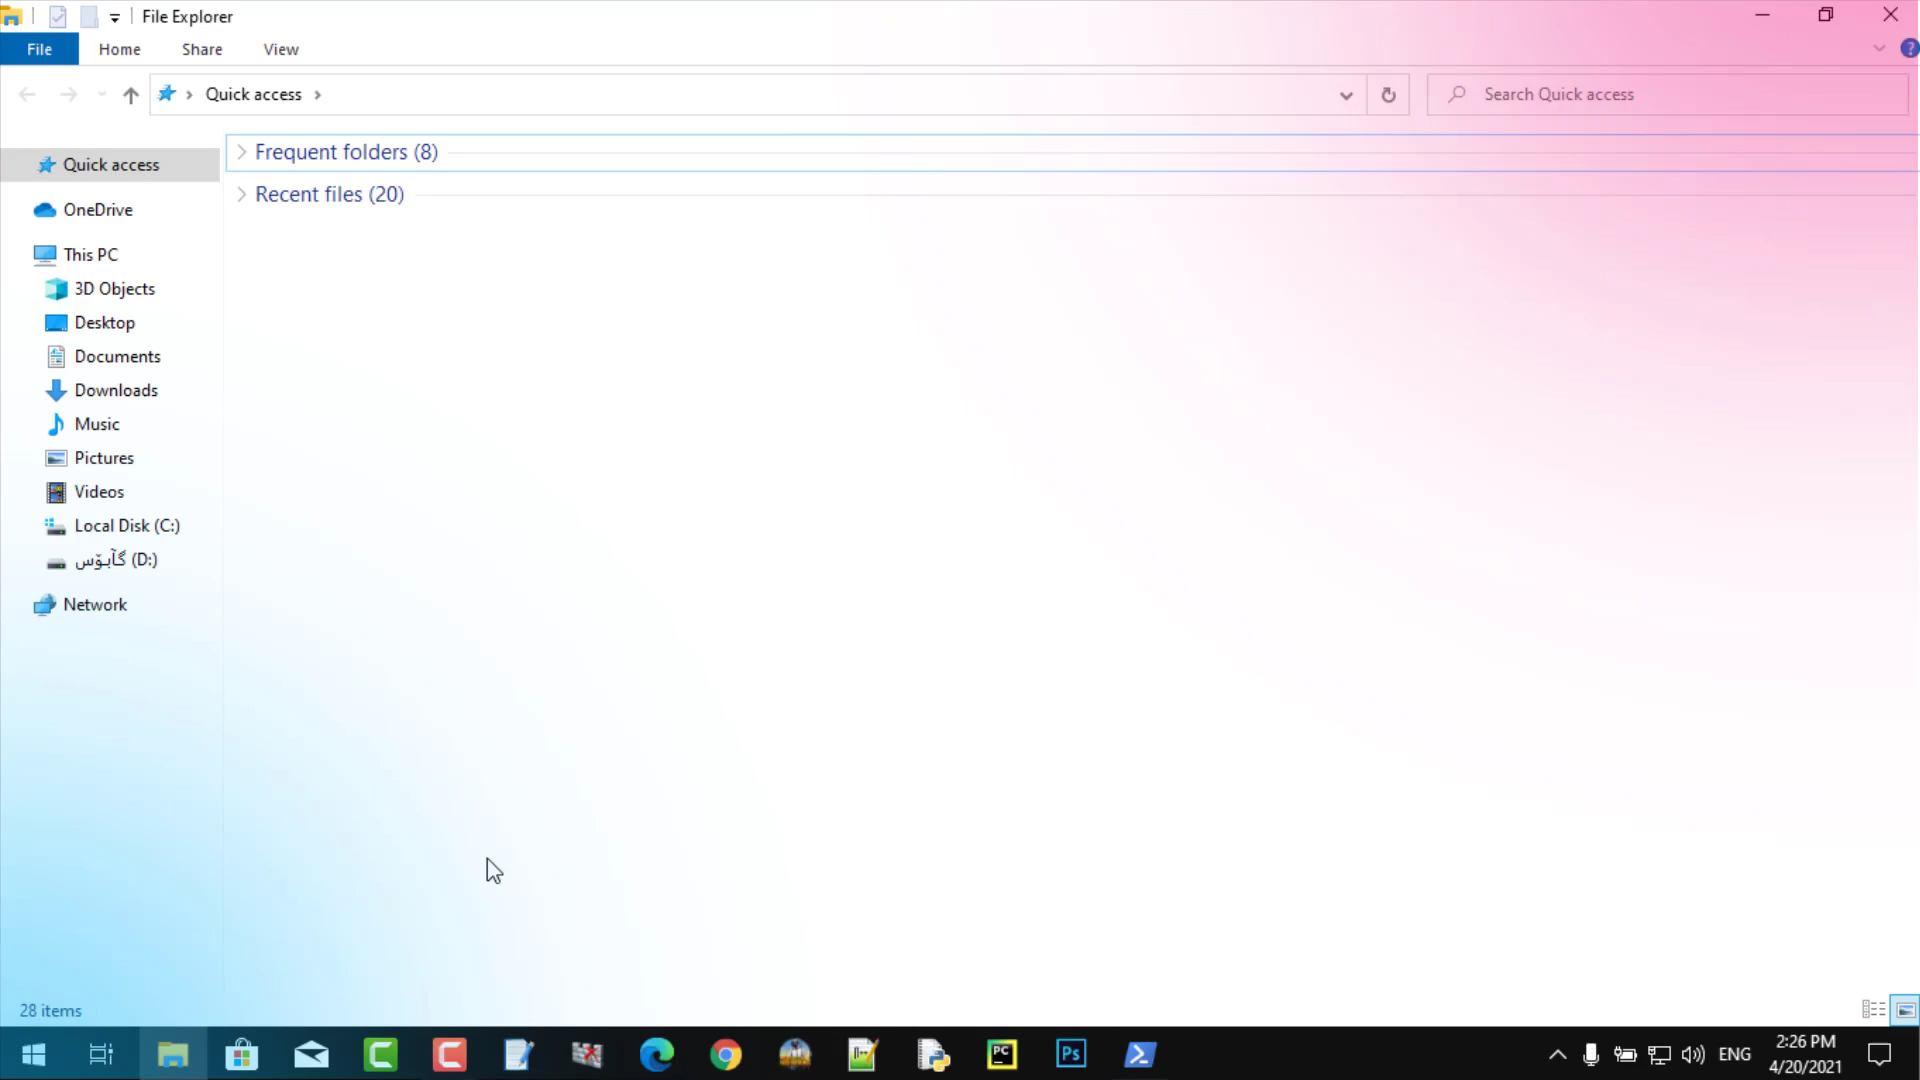 File Explorer
File Home Share View
Quick access
Search Quick access
Quick access
Frequent folders (8)
OneDrive
Recent files (20)
This PC
3D Objects
Desktop
Documents
Downloads
Music
Pictures
Videos
Local Disk (C:)
گآبۆس (D:)
Network
28 items
PC
Ps
ENG
2:26 PM
4/20/2021